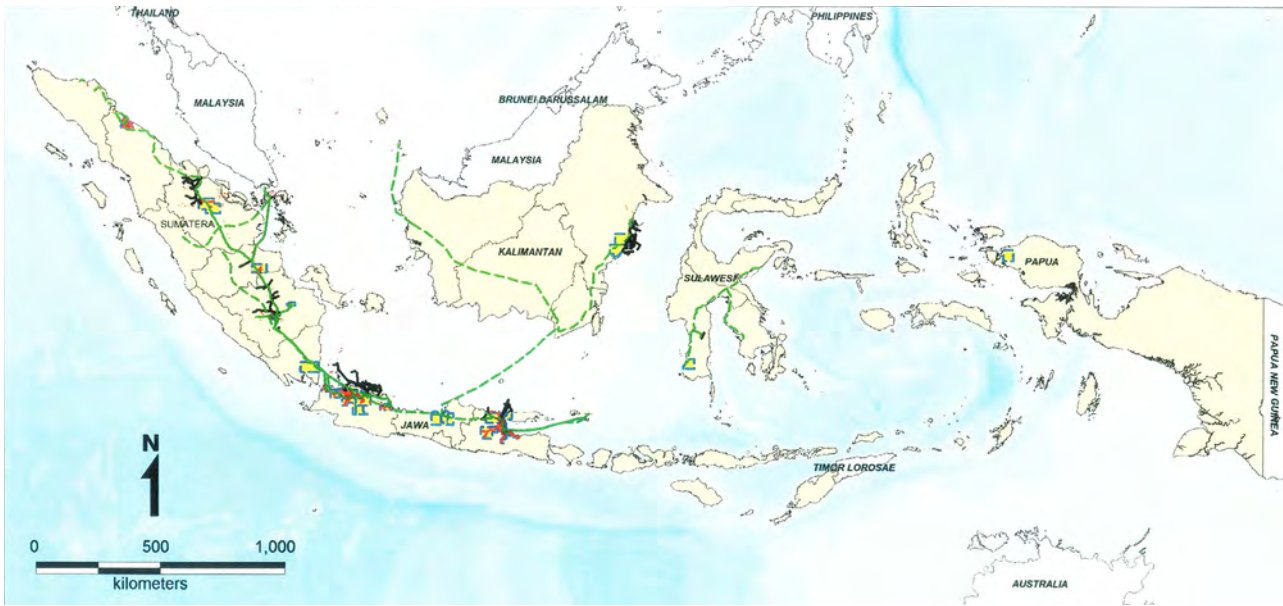 THAILAND
PHILIPPINES
MALAYSIA
BRUNEI DARUSSALAM
MALAYSIA
SUMATERA
KALIMANTAN
SULAWESI
PAPUA
PAPUA NEW GUINEA
JAWA
N
TIMOR LOROSAE
0 500 1,000
kilometers
AUSTRALIA